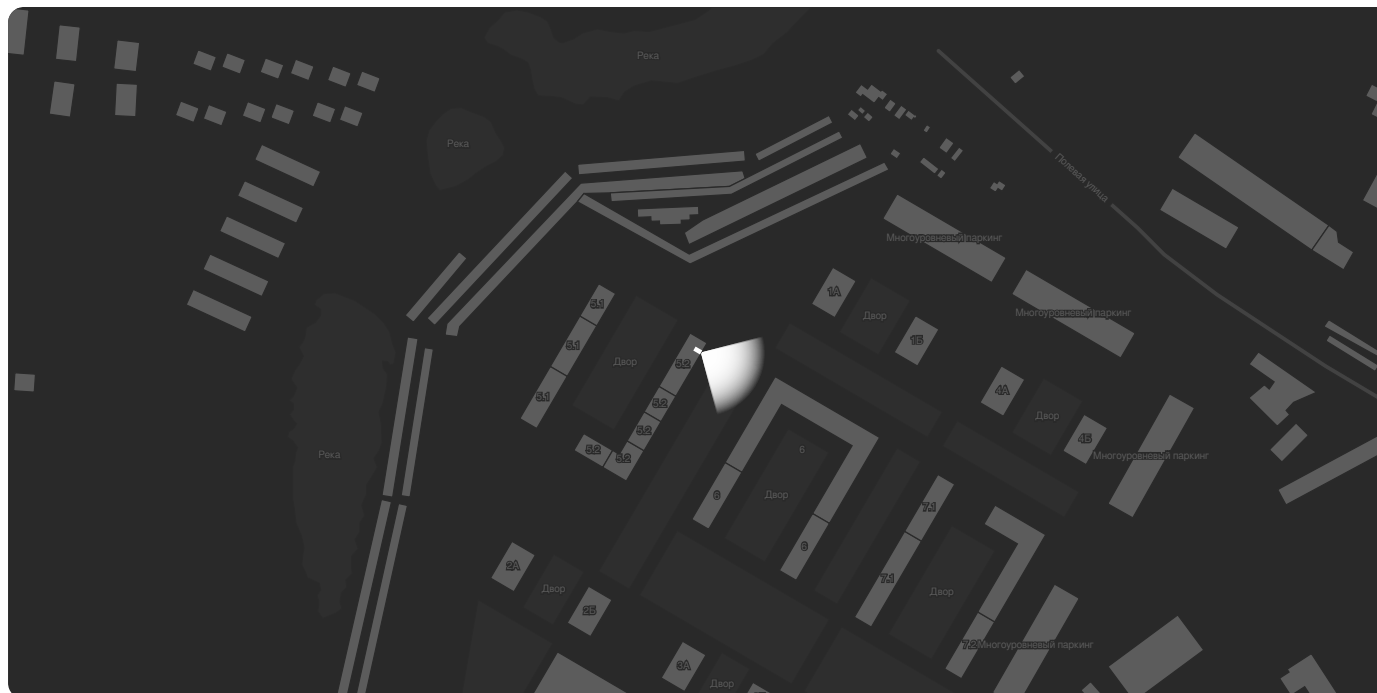 Река
Река
Полевая улица
Многоуровневый паркинг
1А
Двор
1Б
Многоуровневый паркинг
5.1
5.1
5.1
Двор
5.2
5.2
5.2
5.2
5.2
4А
Двор
4Б
Многоуровневый паркинг
Река
6
6
Двор
6
7.1
7.1
Двор
7.2
Многоуровневый паркинг
2А
Двор
2Б
3А
Двор